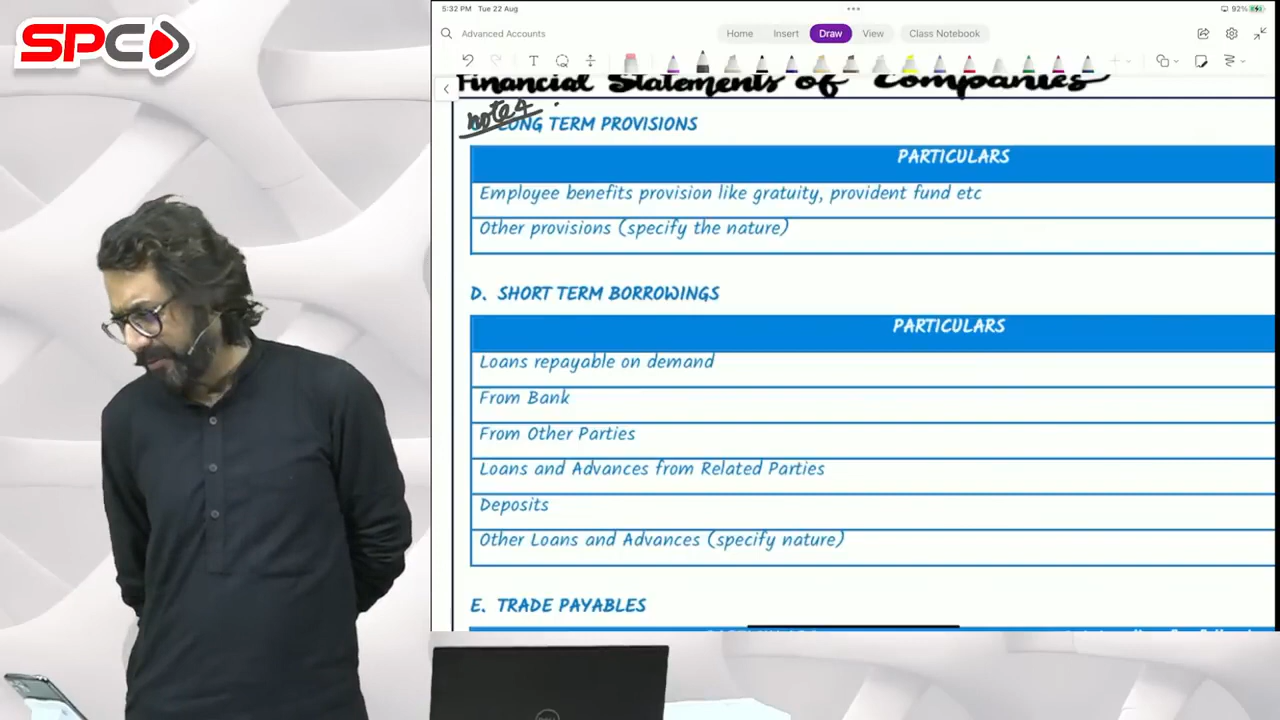 SPC
5:32 PM Tue 22 Aug
92%
Advanced Accounts
Home Insert Draw View Class Notebook
Financial Statements of Companies
note 4
LONG TERM PROVISIONS
PARTICULARS
Employee benefits provision like gratuity, provident fund etc
Other provisions (specify the nature)
D. SHORT TERM BORROWINGS
PARTICULARS
Loans repayable on demand
From Bank
From Other Parties
Loans and Advances from Related Parties
Deposits
Other Loans and Advances (specify nature)
E. TRADE PAYABLES
DELL